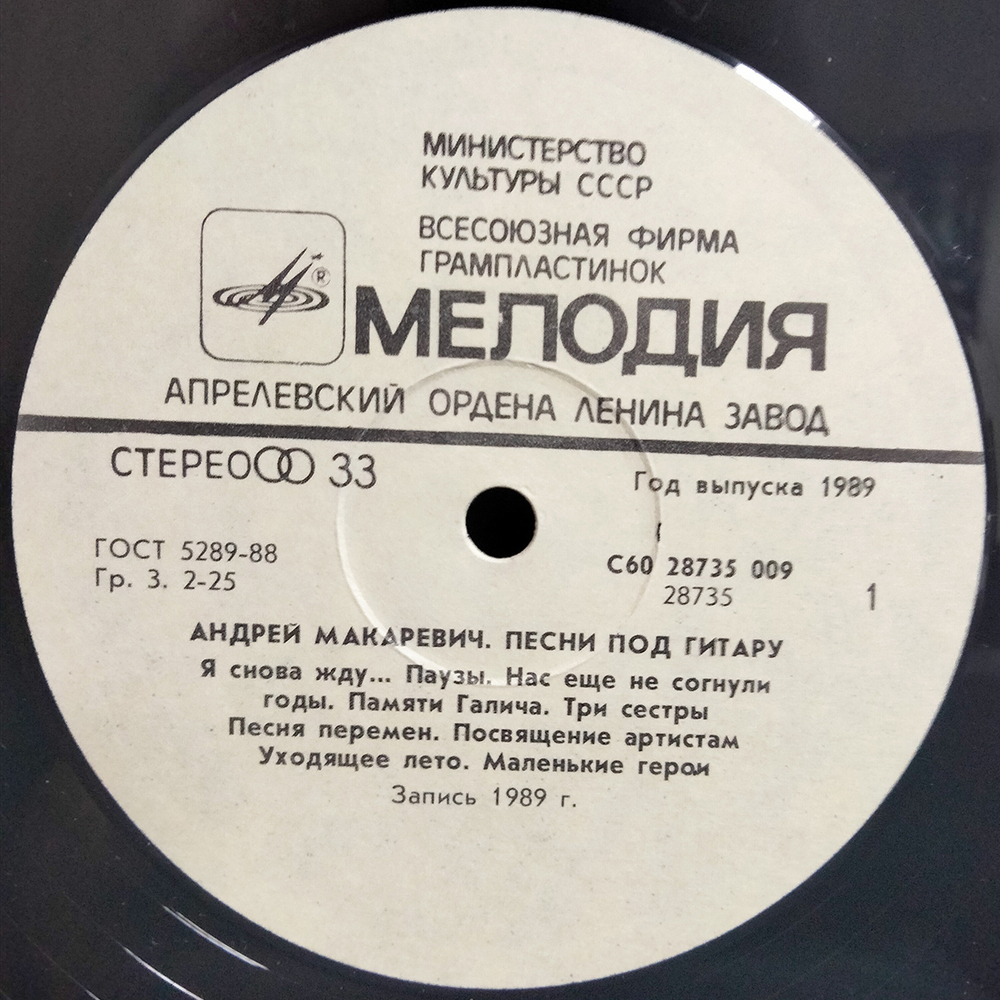 МИНИСТЕРСТВО
КУЛЬТУРЫ СССР
ВСЕСОЮЗНАЯ ФИРМА
ГРАМПЛАСТИНОК
®
МЕЛОДИЯ
АПРЕЛЕВСКИЙ ОРДЕНА ЛЕНИНА ЗАВОД
СТЕРЕО 33
Год выпуска 1989
ГОСТ 5289-88
Гр. 3. 2-25
С60 28735 009
28735
1
АНДРЕЙ МАКАРЕВИЧ. ПЕСНИ ПОД ГИТАРУ
Я снова жду... Паузы. Нас еще не согнули
годы. Памяти Галича. Три сестры
Песня перемен. Посвящение артистам
Уходящее лето. Маленькие герои
Запись 1989 г.